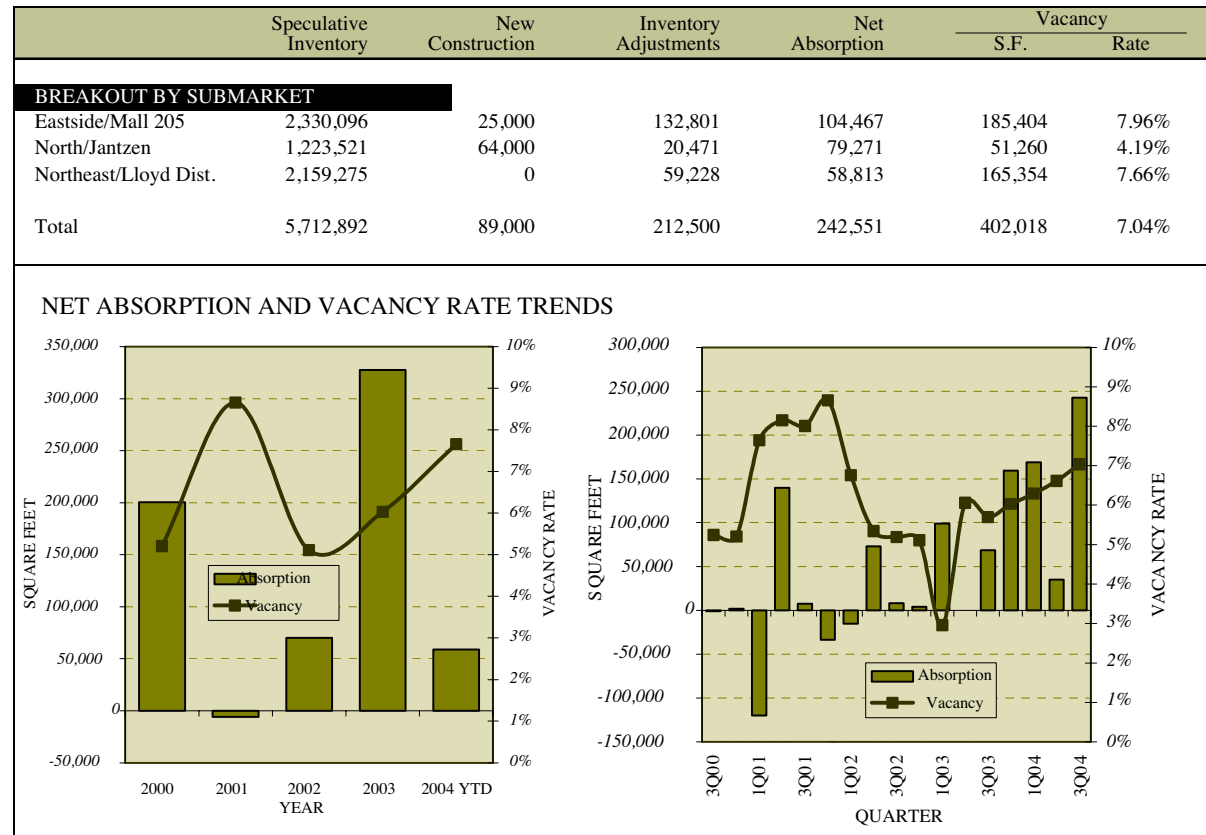 Speculative Inventory New Construction Inventory Adjustments Net Absorption Vacancy
S.F. Rate
BREAKOUT BY SUBMARKET
Eastside/Mall 205 2,330,096 25,000 132,801 104,467 185,404 7.96%
North/Jantzen 1,223,521 64,000 20,471 79,271 51,260 4.19%
Northeast/Lloyd Dist. 2,159,275 0 59,228 58,813 165,354 7.66%
Total 5,712,892 89,000 212,500 242,551 402,018 7.04%
NET ABSORPTION AND VACANCY RATE TRENDS
SQUARE FEET
350,000
300,000
250,000
200,000
150,000
100,000
50,000
0
-50,000
Absorption
Vacancy
10%
9%
8%
7%
6%
5%
4%
3%
2%
1%
0%
VACANCY RATE
2000 2001 2002 2003 2004 YTD
YEAR
SQUARE FEET
300,000
250,000
200,000
150,000
100,000
50,000
0
-50,000
-100,000
-150,000
Absorption
Vacancy
10%
9%
8%
7%
6%
5%
4%
3%
2%
1%
0%
VACANCY RATE
3Q00 1Q01 3Q01 1Q02 3Q02 1Q03 3Q03 1Q04 3Q04
QUARTER